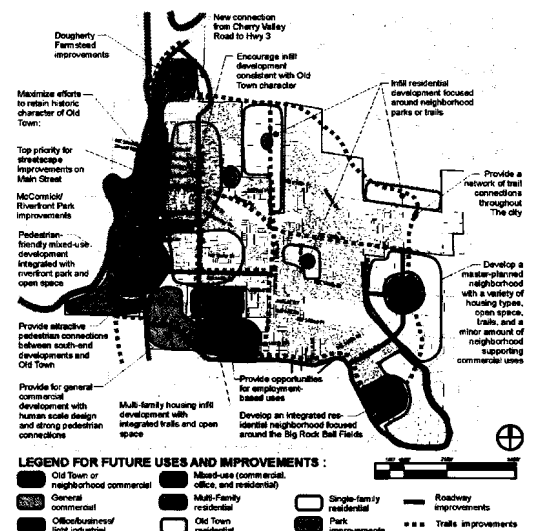 New connection
from Cherry Valley
Road to Hwy 3
Dougherty
Farmstead
improvements
Encourage infill
development
consistent with Old
Town character
Infill residential
development focused
around neighborhood
parks or trails
Maximize efforts
to retain historic
character of Old
Town;
Top priority for
streetscape
improvements on
Main Street
McCormick/
Riverfront Park
improvements
Pedestrian-
friendly mixed-use
development
integrated with
riverfront park and
open space
Provide a
network of trail
connections
throughout
The city
Develop a
master-planned
neighborhood
with a variety of
housing types,
open space,
trails, and a
minor amount of
neighborhood
supporting
commercial uses
Provide attractive
pedestrian connections
between south-end
developments and
Old Town
Provide for general
commercial
development with
human scale design
and strong pedestrian
connections
Multi-family housing infill
development with
integrated trails and open
space
Provide opportunities
for employment-
based uses
Develop an integrated res-
idential neighborhood focused
around the Big Rock Ball Fields
LEGEND FOR FUTURE USES AND IMPROVEMENTS :
Old Town or
neighborhood commercial
Mixed-use (commercial,
office, and residential)
General
commercial
Multi-Family
residential
Single-family
residential
Roadway
improvements
Office/business/
light industrial
Old Town
residential
Park
improvements
Trails improvements